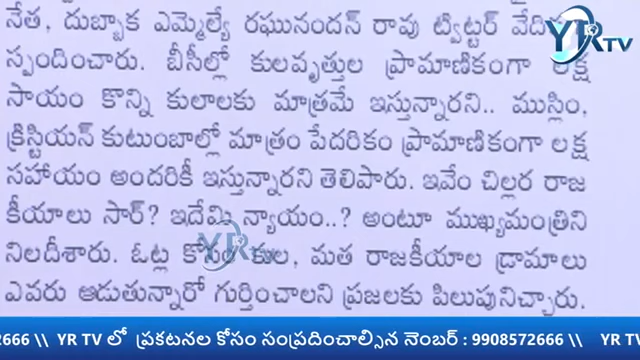 నేత, దుబ్బాక ఎమ్మెల్యే రఘునందన్ రావు ట్విట్టర్
స్పందించారు. బీసీల్లో కులవృత్తుల ప్రామాణికంగా లక్ష
సాయం కొన్ని కులాలకు మాత్రమే ఇస్తున్నారని.. ముస్లిం,
క్రిస్టియన్ కుటుంబాల్లో మాత్రం పేదరికం ప్రామాణికంగా లక్ష
సహాయం అందరికీ ఇస్తున్నారని తెలిపారు. ఇవేం చిల్లర రాజ
కీయాలు సార్? ఇదేమి న్యాయం..? అంటూ ముఖ్యమంత్రిని
నిలదీశారు. ఓట్ల కోసం కుల, మత రాజకీయాల డ్రామాలు
ఎవరు ఆడుతున్నారో గుర్తించాలని ప్రజలకు పిలుపునిచ్చారు.
YR TV
YR TV
2666 \\ YR TV లో ప్రకటనల కోసం సంప్రదించాల్సిన నెంబర్ : 9908572666 \\ YR TV